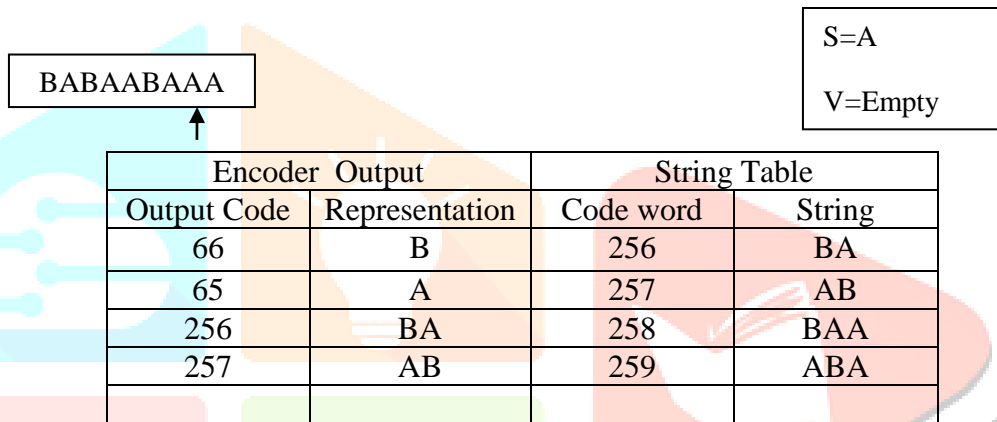 S=A
V=Empty
BABAABAAA
Encoder Output String Table
Output Code Representation Code word String
66 B 256 BA
65 A 257 AB
256 BA 258 BAA
257 AB 259 ABA